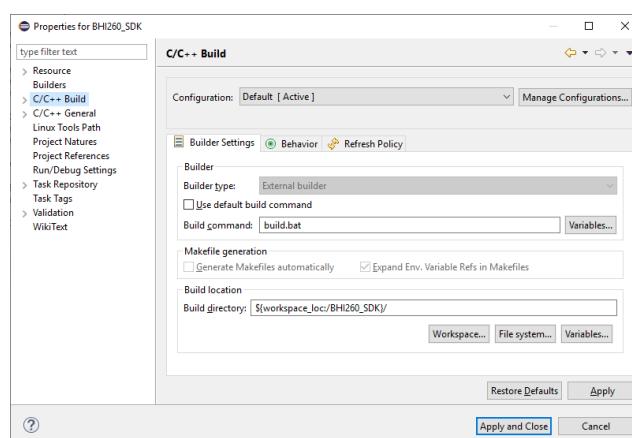 Properties for BHI260_SDK
type filter text
Resource
Builders
C/C++ Build
C/C++ General
Linux Tools Path
Project Natures
Project References
Run/Debug Settings
Task Repository
Task Tags
Validation
WikiText
C/C++ Build
Configuration: Default [ Active ] Manage Configurations...
Builder Settings Behavior Refresh Policy
Builder
Builder type: External builder
Use default build command
Build command: build.bat Variables...
Makefile generation
Generate Makefiles automatically Expand Env. Variable Refs in Makefiles
Build location
Build directory: ${workspace_loc:/BHI260_SDK}/
Workspace... File system... Variables...
Restore Defaults Apply
Apply and Close Cancel